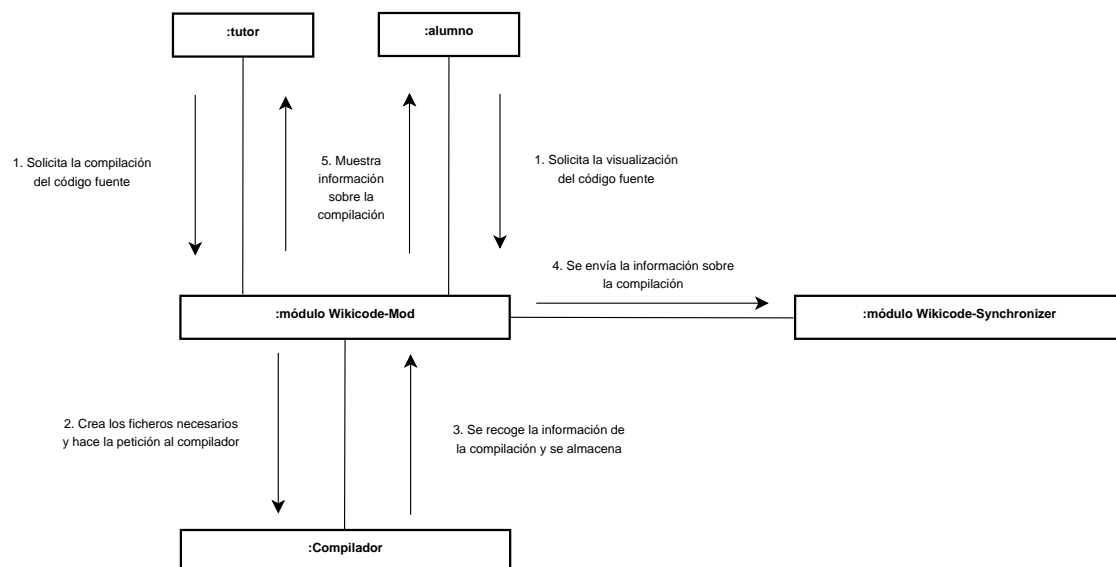 :tutor
:alumno
1. Solicita la compilación
del código fuente
5. Muestra
información
sobre la
compilación
1. Solicita la visualización
del código fuente
4. Se envía la información sobre
la compilación
:módulo Wikicode-Mod
:módulo Wikicode-Synchronizer
2. Crea los ficheros necesarios
y hace la petición al compilador
3. Se recoge la información de
la compilación y se almacena
:Compilador